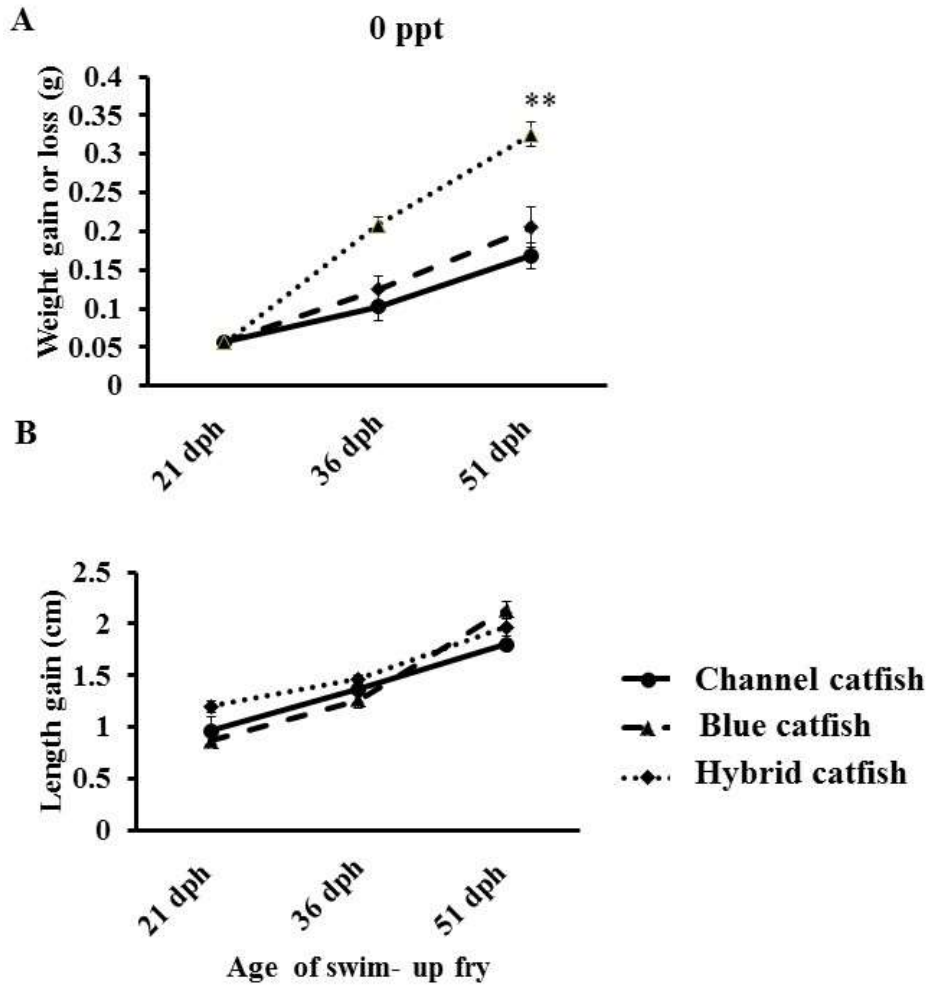 A
0 ppt
Weight gain or loss (g)
0.4
0.35
0.3
0.25
0.2
0.15
0.1
0.05
0
**
21 dph
36 dph
51 dph
B
Length gain (cm)
2.5
2
1.5
1
0.5
0
21 dph
36 dph
51 dph
Age of swim- up fry
Channel catfish
Blue catfish
Hybrid catfish